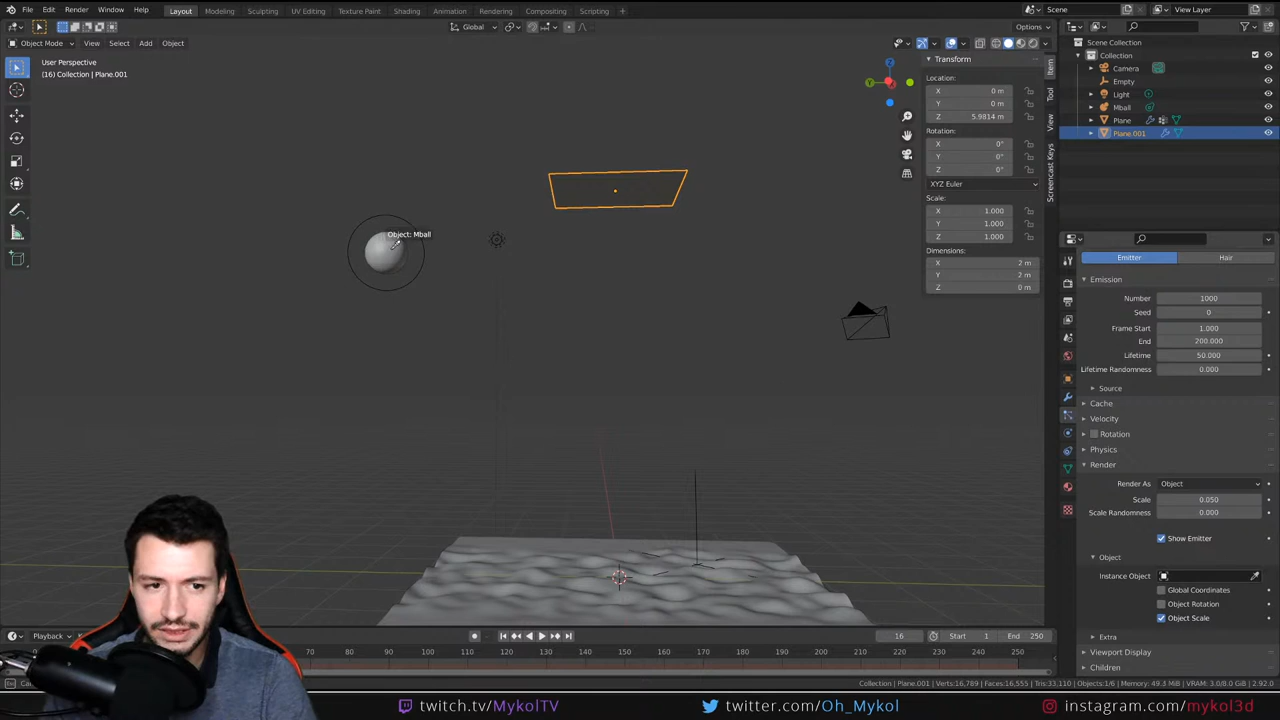 File Edit Render Window Help Layout Modeling Sculpting UV Editing Texture Paint Shading Animation Rendering Compositing Scripting + Scene View Layer
Global Options
Object Mode View Select Add Object
User Perspective
(16) Collection | Plane.001
Object: Mball
Transform
Location:
X 0 m
Y 0 m
Z 5.9814 m
Rotation:
X 0°
Y 0°
Z 0°
XYZ Euler
Scale:
X 1.000
Y 1.000
Z 1.000
Dimensions:
X 2 m
Y 2 m
Z 0 m
Item
Tool
View
Screencast Keys
Z
Y
Scene Collection
Collection
Camera
Empty
Light
Mball
Plane
Plane.001
Emitter Hair
Emission
Number 1000
Seed 0
Frame Start 1.000
End 200.000
Lifetime 50.000
Lifetime Randomness 0.000
Source
Cache
Velocity
Rotation
Physics
Render
Render As Object
Scale 0.050
Scale Randomness 0.000
Show Emitter
Object
Instance Object
Global Coordinates
Object Rotation
Object Scale
Extra
Viewport Display
Children
Playback 16 Start 1 End 250
70 80 90 100 110 120 130 140 150 160 170 180 190 200 210 220 230 240 250
Collection | Plane.001 Verts:16,789 Faces:16,555 Tris:33,110 Objects:1/6 Memory: 49.3 MiB VRAM: 3.0/8.0 GiB 2.92.0
twitch.tv/MykolTV twitter.com/Oh_Mykol instagram.com/mykol3d